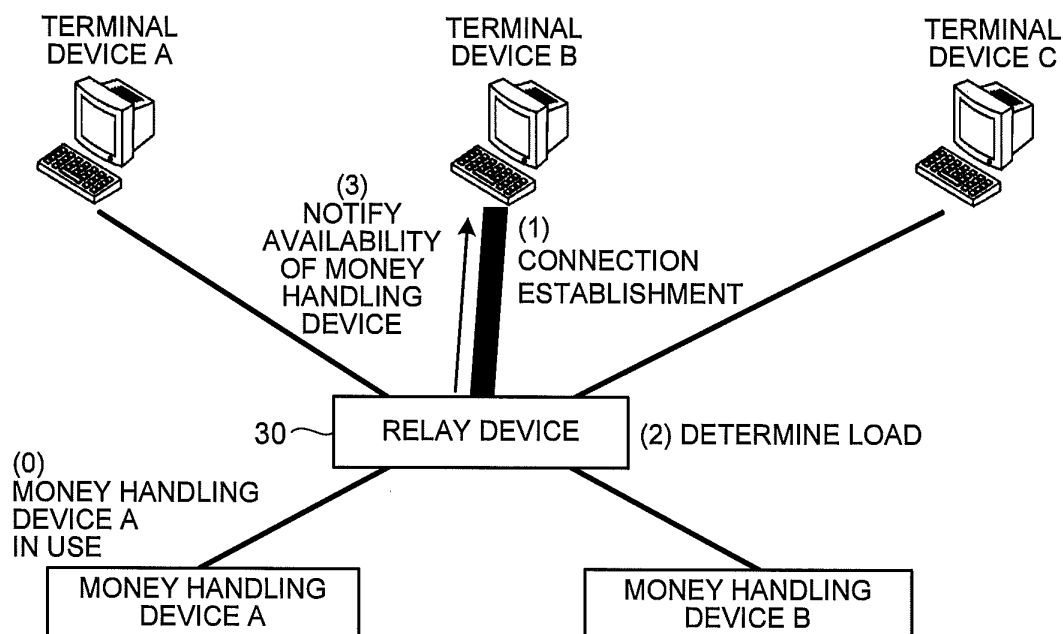 TERMINAL
DEVICE A
TERMINAL
DEVICE B
TERMINAL
DEVICE C
(3)
NOTIFY
AVAILABILITY
OF MONEY
HANDLING
DEVICE
(1)
CONNECTION
ESTABLISHMENT
30
RELAY DEVICE
(2) DETERMINE LOAD
(0)
MONEY HANDLING
DEVICE A
IN USE
MONEY HANDLING
DEVICE A
MONEY HANDLING
DEVICE B